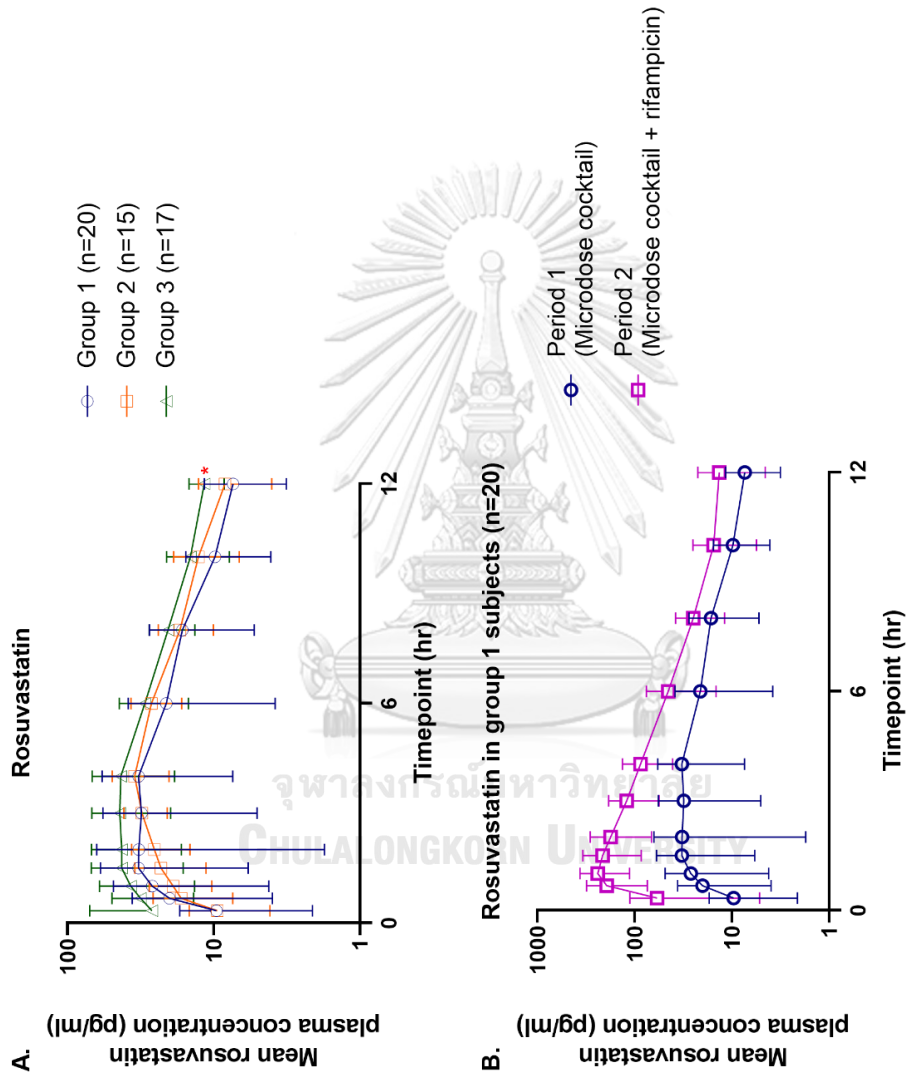 A.
Rosuvastatin
Mean rosuvastatin
plasma concentration (pg/ml)
100
10
1
0
6
12
Timepoint (hr)
*
Group 1 (n=20)
Group 2 (n=15)
Group 3 (n=17)
B.
Rosuvastatin in group 1 subjects (n=20)
Mean rosuvastatin
plasma concentration (pg/ml)
1000
100
10
1
0
6
12
Timepoint (hr)
Period 1
(Microdose cocktail)
Period 2
(Microdose cocktail + rifampicin)
จุฬาลงกรณ์มหาวิทยาลัย
CHULALONGKORN UNIVERSITY